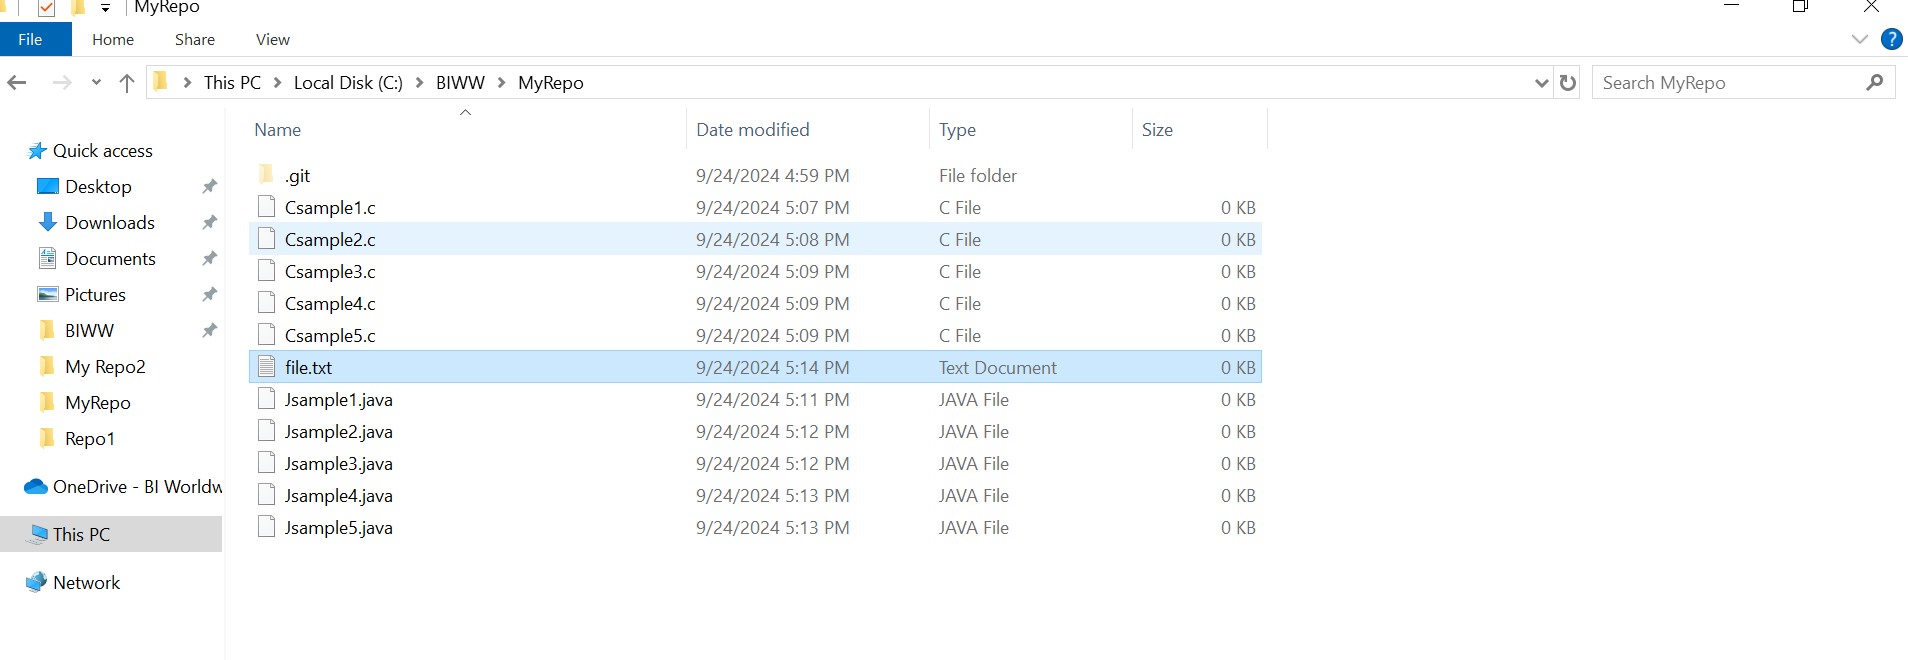 MyRepo
File Home Share View ?
This PC > Local Disk (C:) > BIWW > MyRepo
Search MyRepo
Quick access
Desktop
Downloads
Documents
Pictures
BIWW
My Repo2
MyRepo
Repo1
OneDrive - BI Worldw
This PC
Network
Name Date modified Type Size
.git 9/24/2024 4:59 PM File folder
Csample1.c 9/24/2024 5:07 PM C File 0 KB
Csample2.c 9/24/2024 5:08 PM C File 0 KB
Csample3.c 9/24/2024 5:09 PM C File 0 KB
Csample4.c 9/24/2024 5:09 PM C File 0 KB
Csample5.c 9/24/2024 5:09 PM C File 0 KB
file.txt 9/24/2024 5:14 PM Text Document 0 KB
Jsample1.java 9/24/2024 5:11 PM JAVA File 0 KB
Jsample2.java 9/24/2024 5:12 PM JAVA File 0 KB
Jsample3.java 9/24/2024 5:12 PM JAVA File 0 KB
Jsample4.java 9/24/2024 5:13 PM JAVA File 0 KB
Jsample5.java 9/24/2024 5:13 PM JAVA File 0 KB